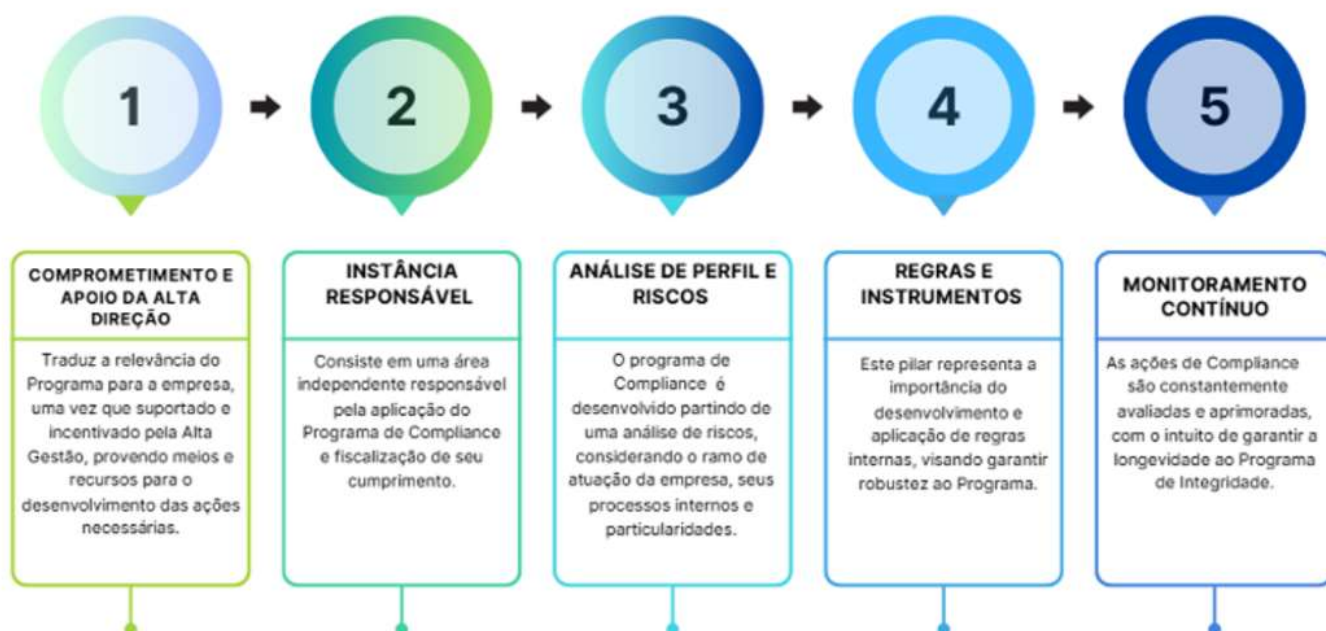 1
2
3
4
5
COMPROMETIMENTO E
APOIO DA ALTA
DIREÇÃO
Traduz a relevância do
Programa para a empresa,
uma vez que suportado e
incentivado pela Alta
Gestão, provendo meios e
recursos para o
desenvolvimento das ações
necessárias.
INSTÂNCIA
RESPONSÁVEL
Consiste em uma área
independente responsável
pela aplicação do
Programa de Compliance
e fiscalização de seu
cumprimento.
ANÁLISE DE PERFIL E
RISCOS
O programa de
Compliance é
desenvolvido partindo de
uma análise de riscos,
considerando o ramo de
atuação da empresa, seus
processos internos e
particularidades.
REGRAS E
INSTRUMENTOS
Este pilar representa a
importância do
desenvolvimento e
aplicação de regras
internas, visando garantir
robustez ao Programa.
MONITORAMENTO
CONTÍNUO
As ações de Compliance
são constantemente
avaliadas e aprimoradas,
com o intuito de garantir a
longevidade ao Programa
de Integridade.